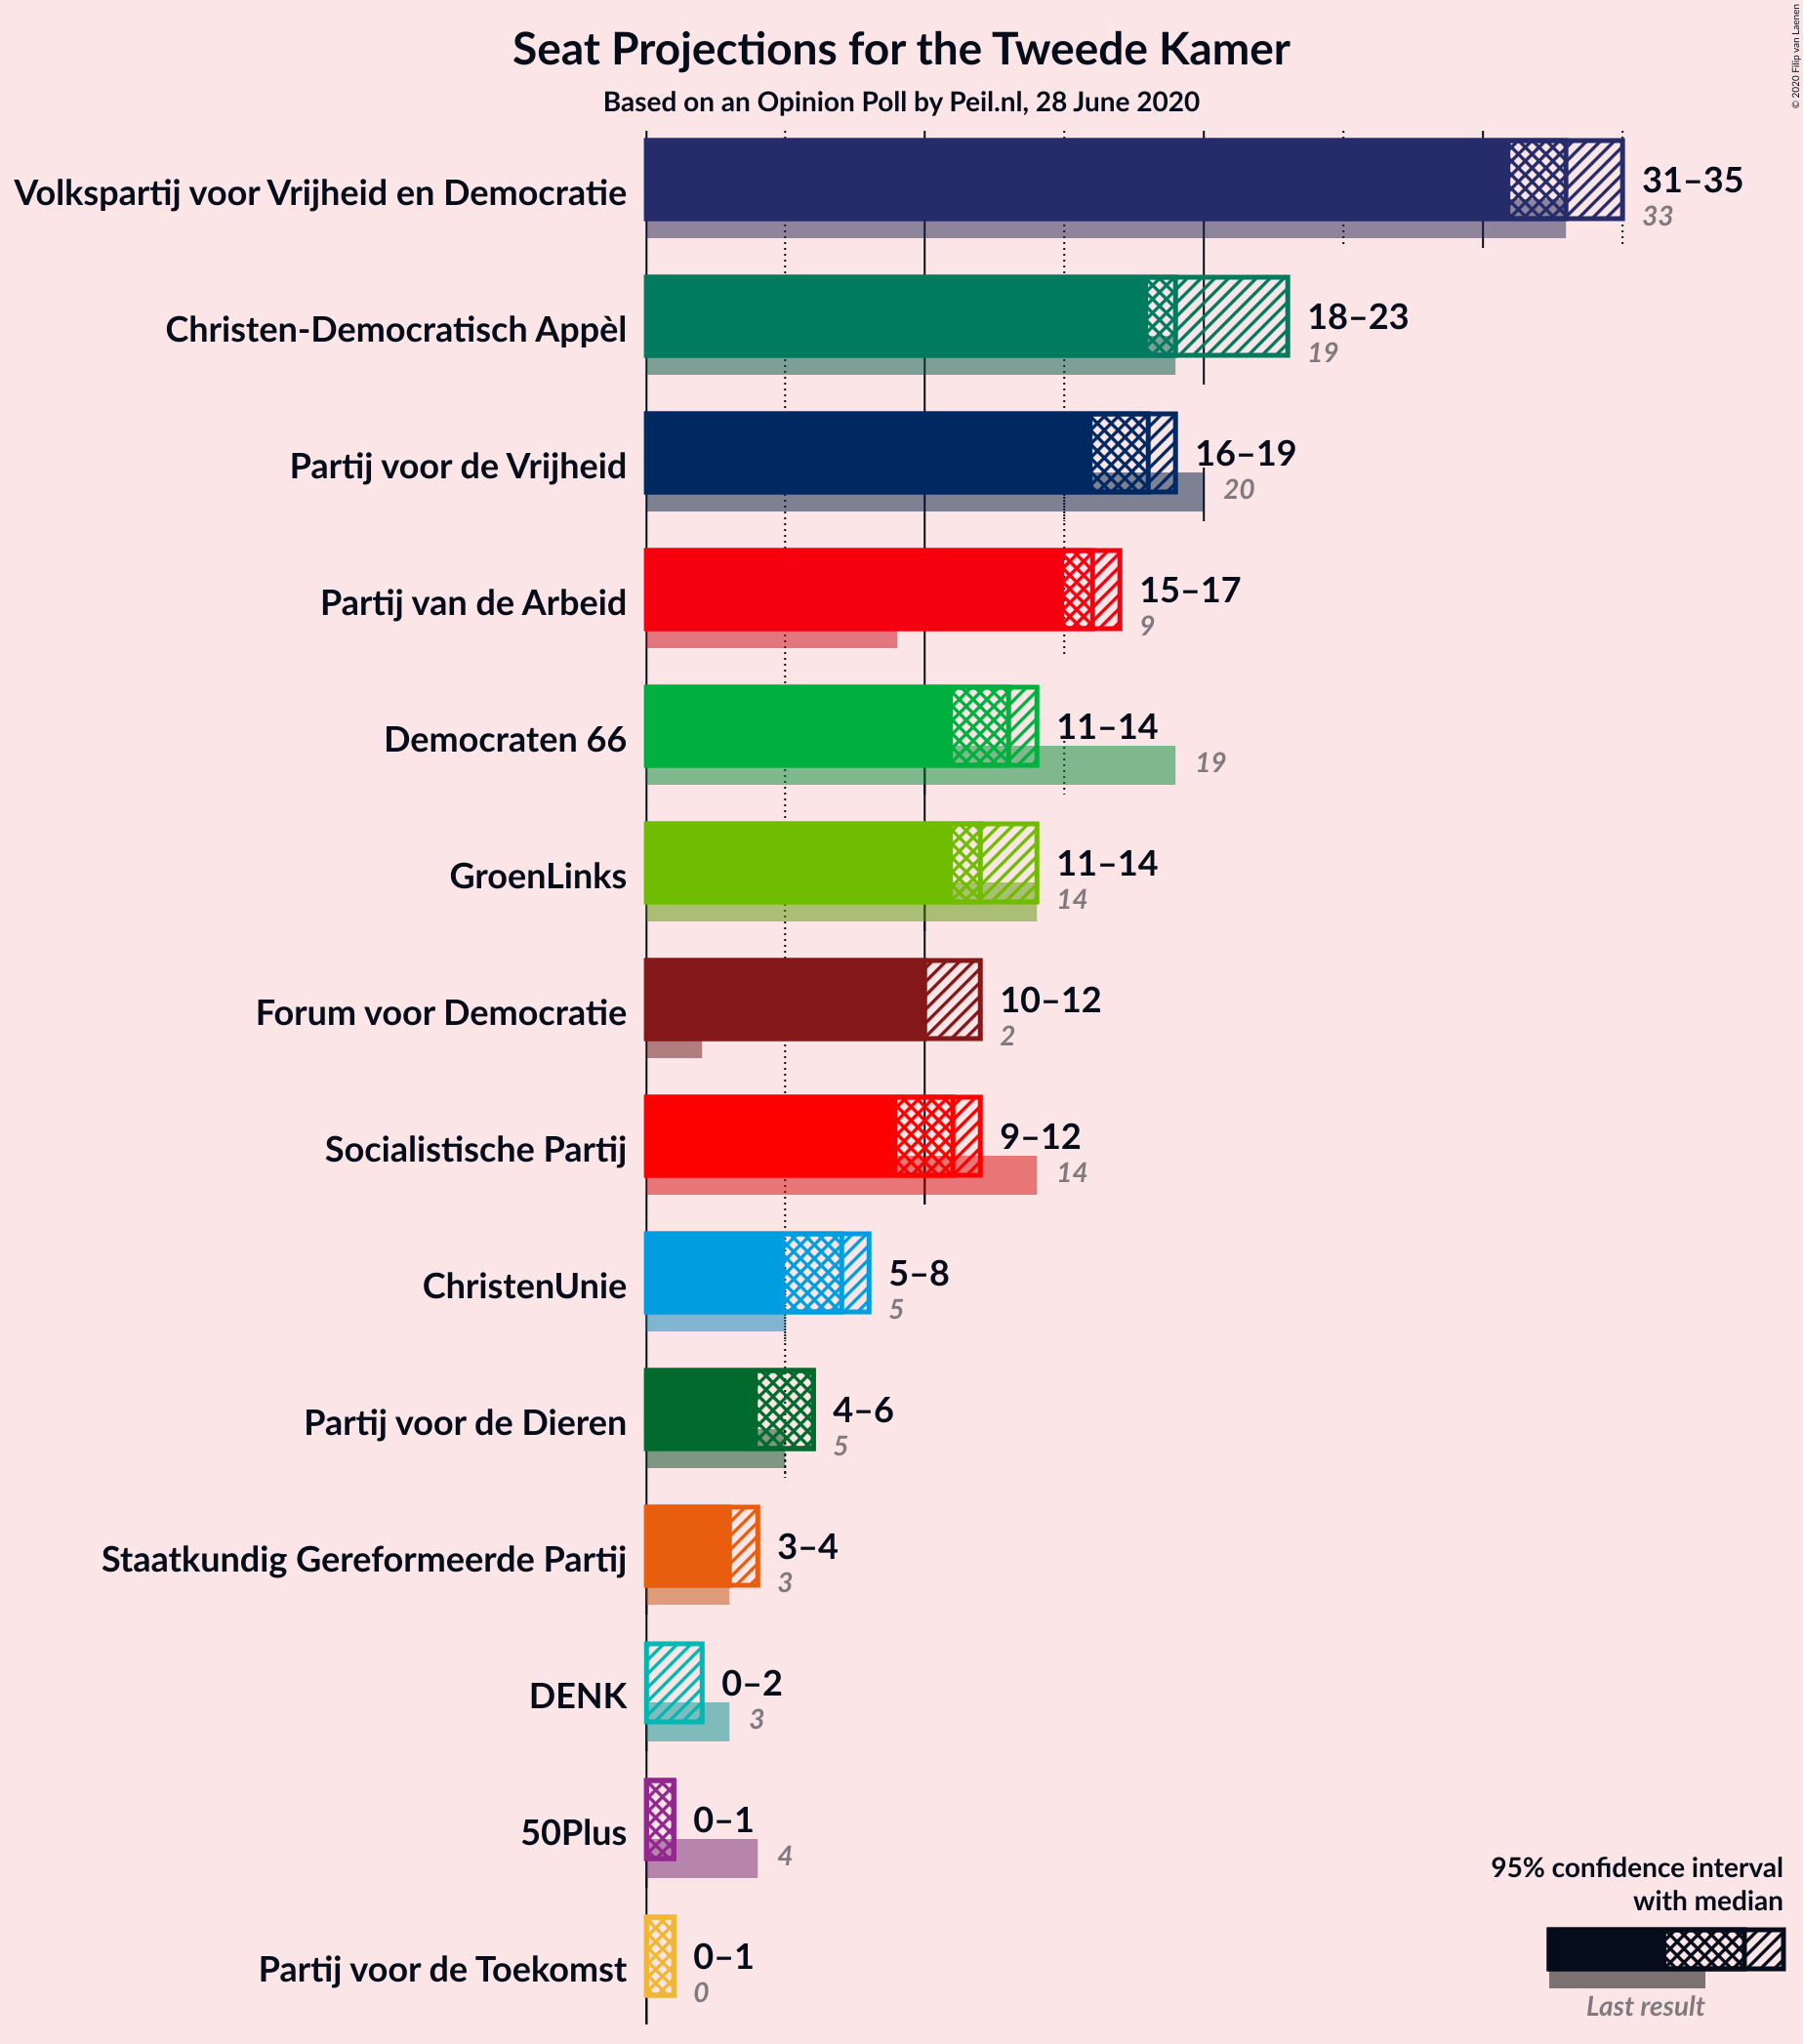 Seat Projections for the Tweede Kamer
Based on an Opinion Poll by Peil.nl, 28 June 2020
© 2020 Filip van Laenen
Volkspartij voor Vrijheid en Democratie
31–35
33
Christen-Democratisch Appèl
18–23
19
Partij voor de Vrijheid
16–19
20
Partij van de Arbeid
15–17
9
Democraten 66
11–14
19
GroenLinks
11–14
14
Forum voor Democratie
10–12
2
Socialistische Partij
9–12
14
ChristenUnie
5–8
5
Partij voor de Dieren
4–6
5
Staatkundig Gereformeerde Partij
3–4
3
DENK
0–2
3
50Plus
0–1
4
Partij voor de Toekomst
0–1
0
95% confidence interval
with median
Last result